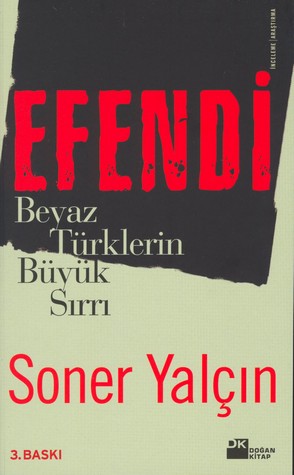 İNCELEME | ARAŞTIRMA
EFENDİ
Beyaz
Türklerin
Büyük
Sırrı
Soner Yalçın
3. BASKI
DK
DOĞAN
KİTAP